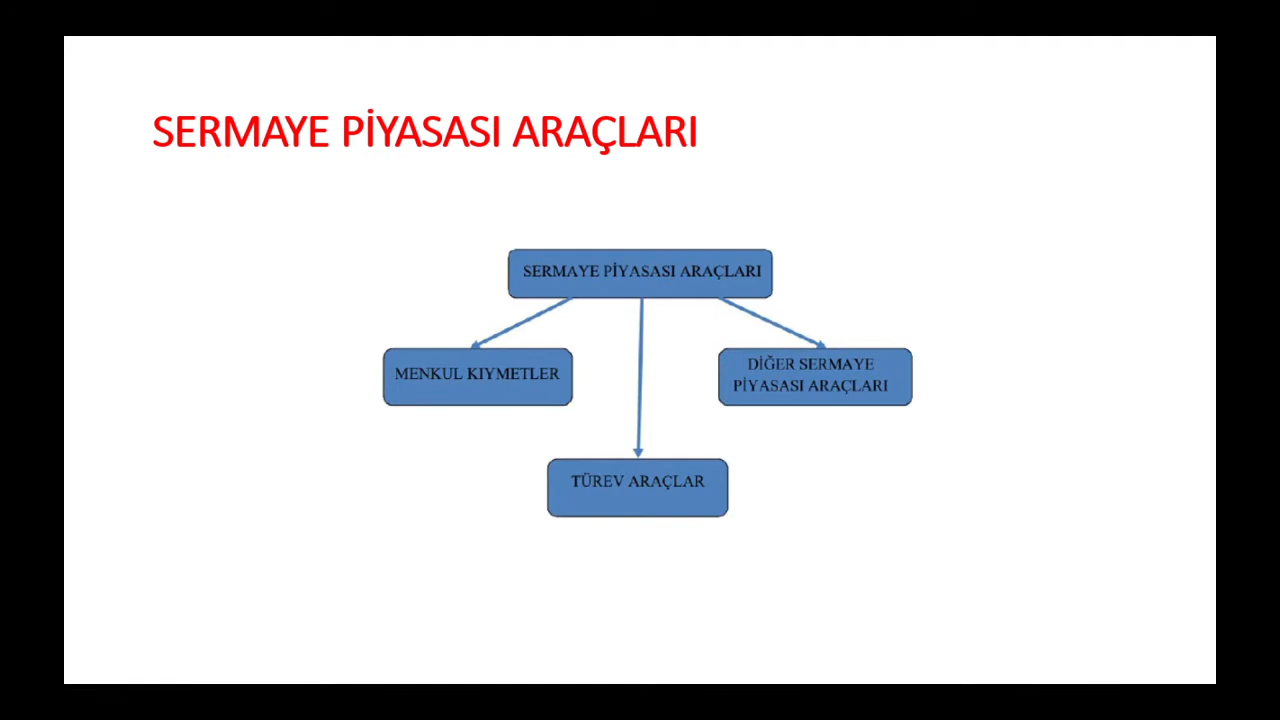 SERMAYE PİYASASI ARAÇLARI
SERMAYE PİYASASI ARAÇLARI
MENKUL KIYMETLER
DİĞER SERMAYE
PİYASASI ARAÇLARI
TÜREV ARAÇLAR